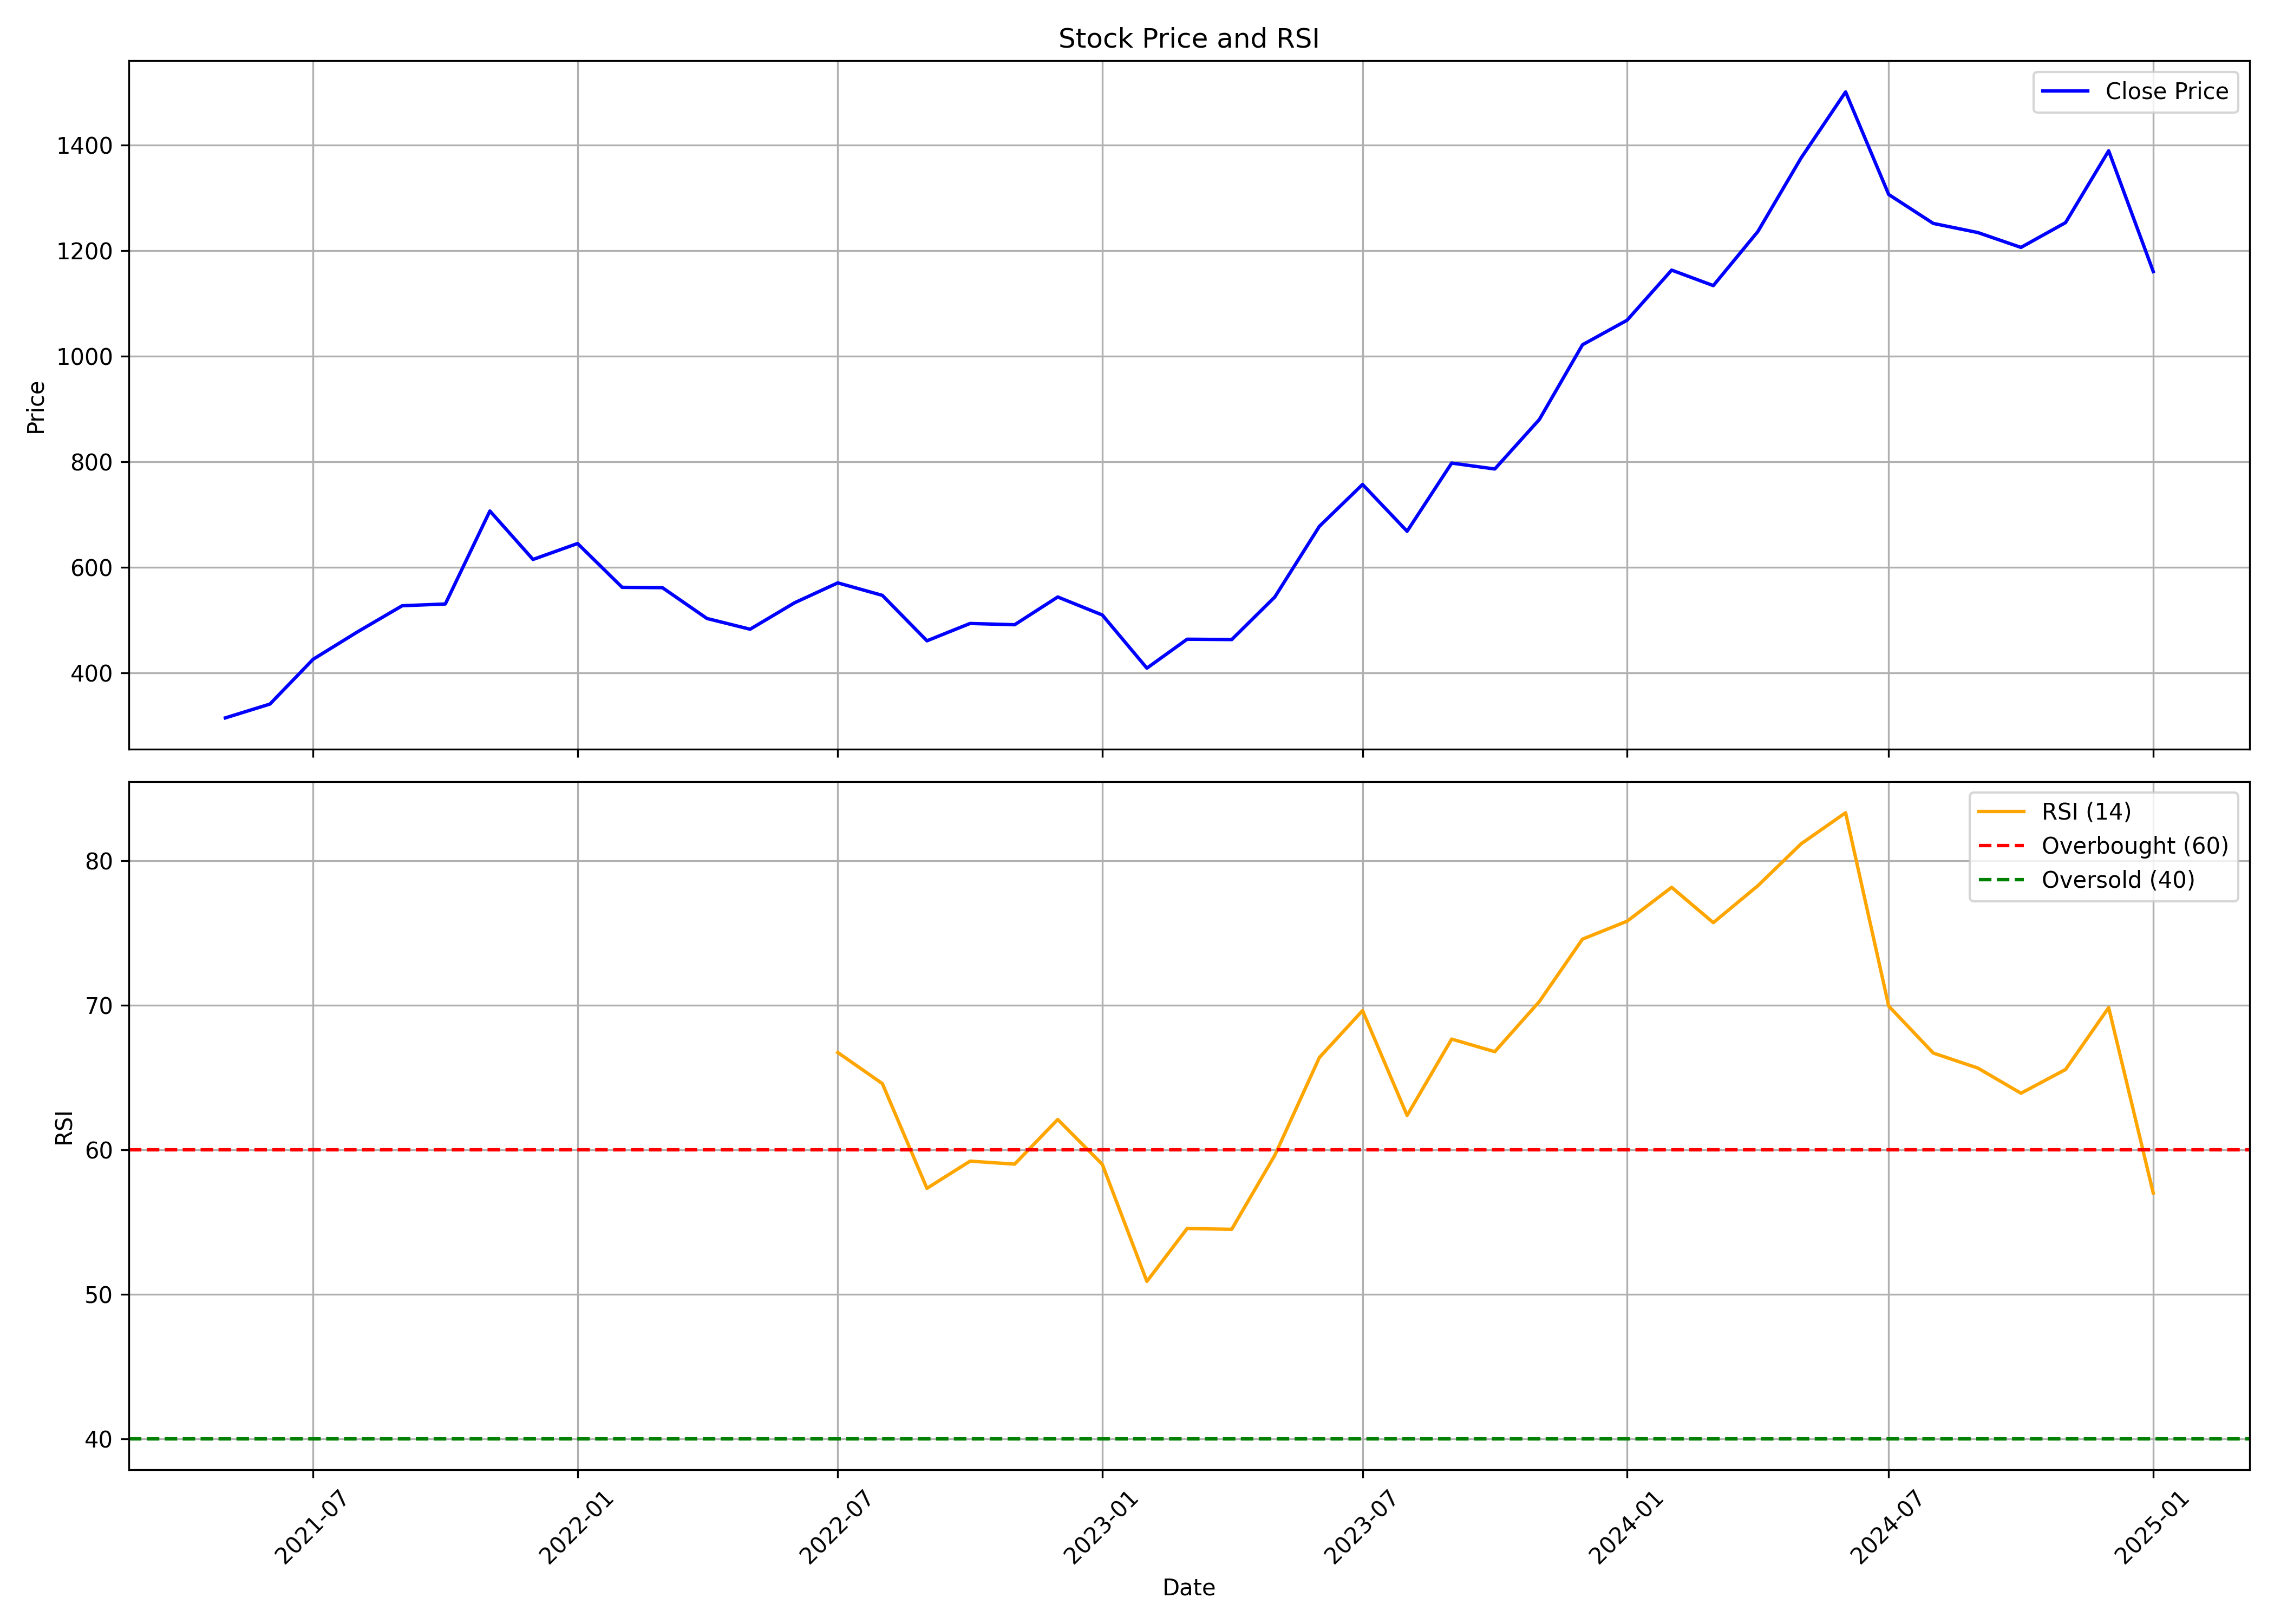 Stock Price and RSI
Close Price
1400
1200
1000
800
600
400
Price
RSI (14)
Overbought (60)
Oversold (40)
80
70
60
50
40
RSI
2021-07
2022-01
2022-07
2023-01
2023-07
2024-01
2024-07
2025-01
Date